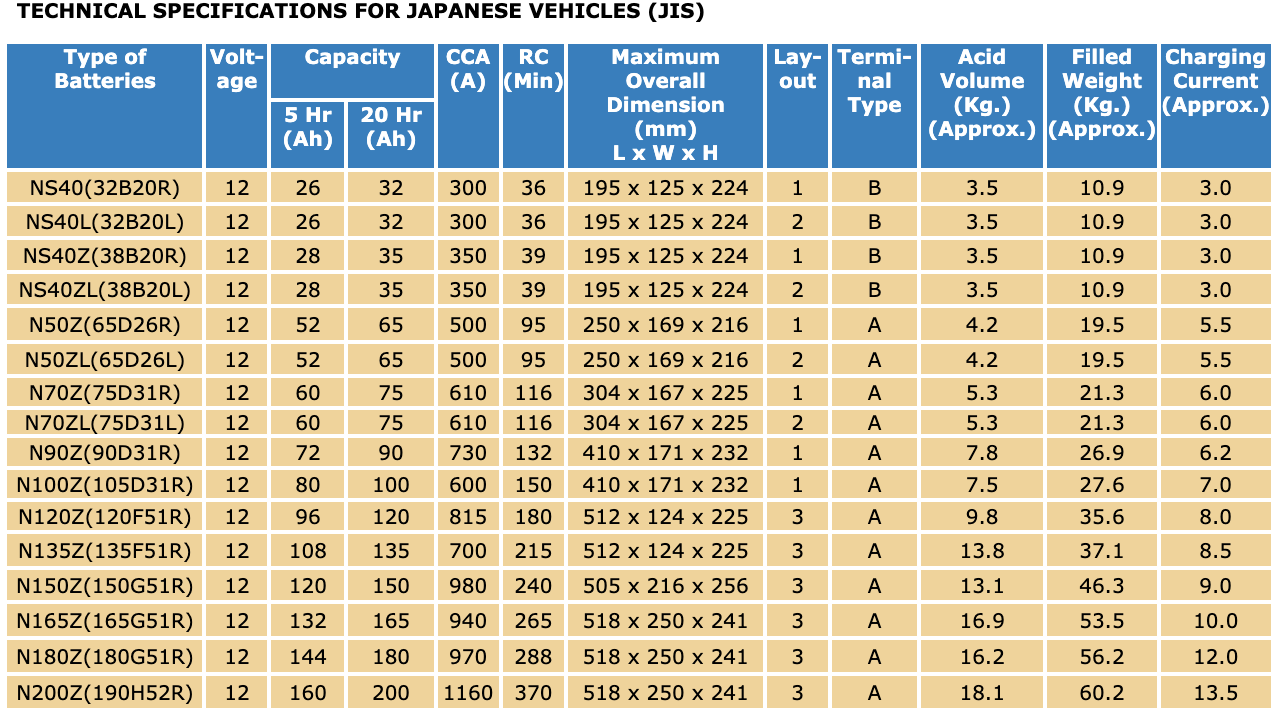 TECHNICAL SPECIFICATIONS FOR JAPANESE VEHICLES (JIS)
Type of Batteries Volt-age Capacity CCA (A) RC (Min) Maximum Overall Dimension (mm) L x W x H Lay-out Termi-nal Type Acid Volume (Kg.) (Approx.) Filled Weight (Kg.) (Approx.) Charging Current (Approx.)
5 Hr (Ah) 20 Hr (Ah)
NS40(32B20R) 12 26 32 300 36 195 x 125 x 224 1 B 3.5 10.9 3.0
NS40L(32B20L) 12 26 32 300 36 195 x 125 x 224 2 B 3.5 10.9 3.0
NS40Z(38B20R) 12 28 35 350 39 195 x 125 x 224 1 B 3.5 10.9 3.0
NS40ZL(38B20L) 12 28 35 350 39 195 x 125 x 224 2 B 3.5 10.9 3.0
N50Z(65D26R) 12 52 65 500 95 250 x 169 x 216 1 A 4.2 19.5 5.5
N50ZL(65D26L) 12 52 65 500 95 250 x 169 x 216 2 A 4.2 19.5 5.5
N70Z(75D31R) 12 60 75 610 116 304 x 167 x 225 1 A 5.3 21.3 6.0
N70ZL(75D31L) 12 60 75 610 116 304 x 167 x 225 2 A 5.3 21.3 6.0
N90Z(90D31R) 12 72 90 730 132 410 x 171 x 232 1 A 7.8 26.9 6.2
N100Z(105D31R) 12 80 100 600 150 410 x 171 x 232 1 A 7.5 27.6 7.0
N120Z(120F51R) 12 96 120 815 180 512 x 124 x 225 3 A 9.8 35.6 8.0
N135Z(135F51R) 12 108 135 700 215 512 x 124 x 225 3 A 13.8 37.1 8.5
N150Z(150G51R) 12 120 150 980 240 505 x 216 x 256 3 A 13.1 46.3 9.0
N165Z(165G51R) 12 132 165 940 265 518 x 250 x 241 3 A 16.9 53.5 10.0
N180Z(180G51R) 12 144 180 970 288 518 x 250 x 241 3 A 16.2 56.2 12.0
N200Z(190H52R) 12 160 200 1160 370 518 x 250 x 241 3 A 18.1 60.2 13.5